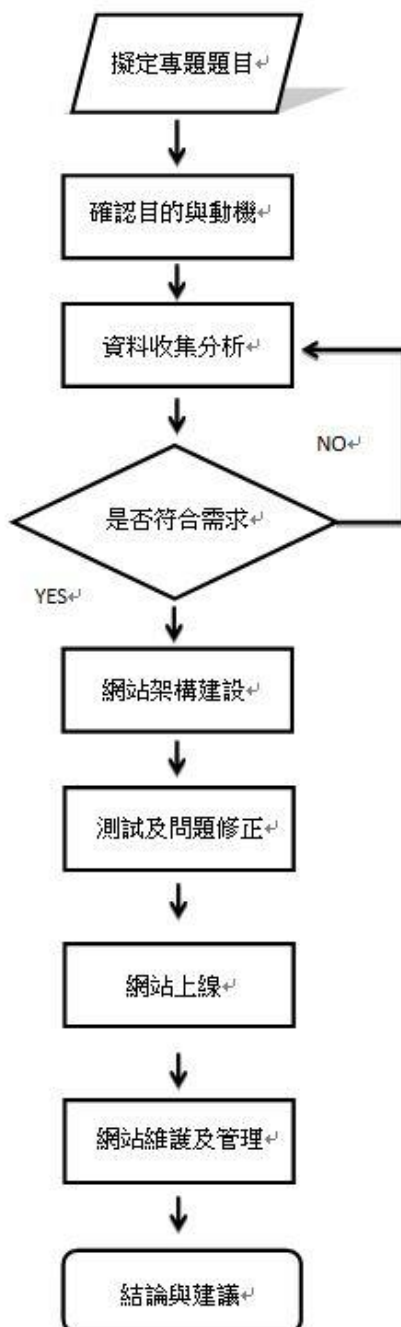 擬定專題題目
確認目的與動機
資料收集分析
NO
是否符合需求
YES
網站架構建設
測試及問題修正
網站上線
網站維護及管理
結論與建議